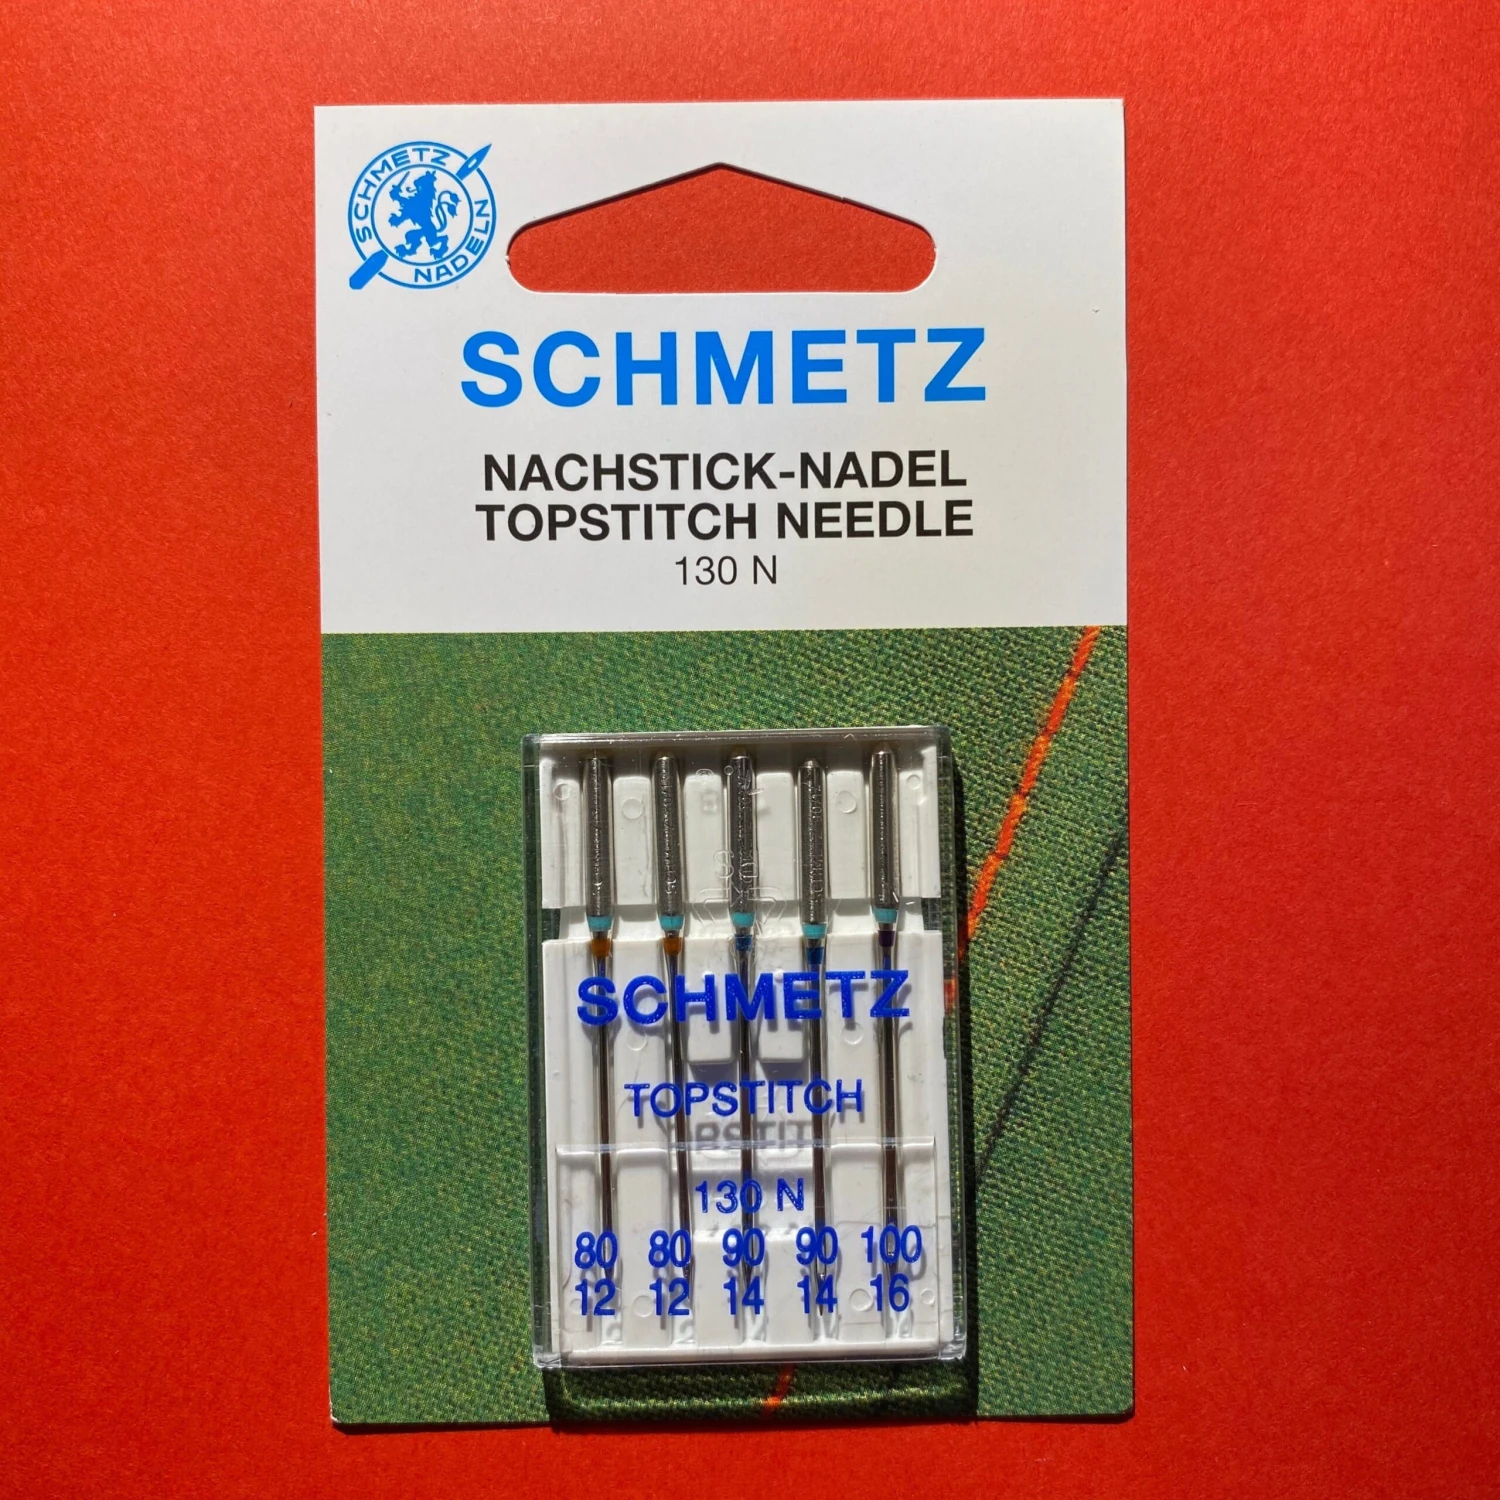 SCHMETZ
NADELN
SCHMETZ
NACHSTICK-NADEL
TOPSTITCH NEEDLE
130 N
SCHMETZ
TOPSTITCH
130 N
80 80 90 90 100
12 12 14 14 16